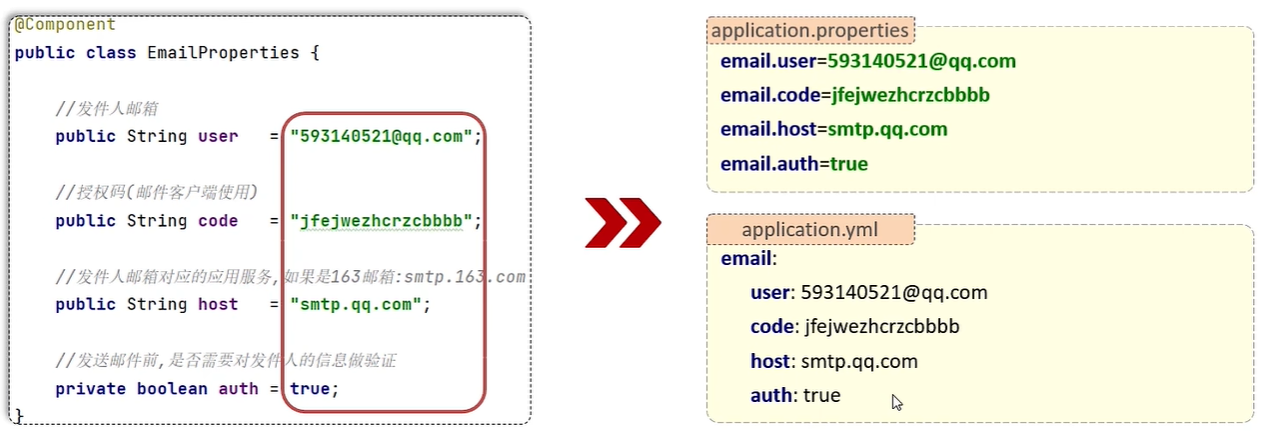 @Component
public class EmailProperties {
//发件人邮箱
public String user = "593140521@qq.com";
//授权码(邮件客户端使用)
public String code = "jfejwezhcrzcbbbb";
//发件人邮箱对应的应用服务,如果是163邮箱:smtp.163.com
public String host = "smtp.qq.com";
//发送邮件前,是否需要对发件人的信息做验证
private boolean auth = true;
}
application.properties
email.user=593140521@qq.com
email.code=jfejwezhcrzcbbbb
email.host=smtp.qq.com
email.auth=true
application.yml
email:
user: 593140521@qq.com
code: jfejwezhcrzcbbbb
host: smtp.qq.com
auth: true